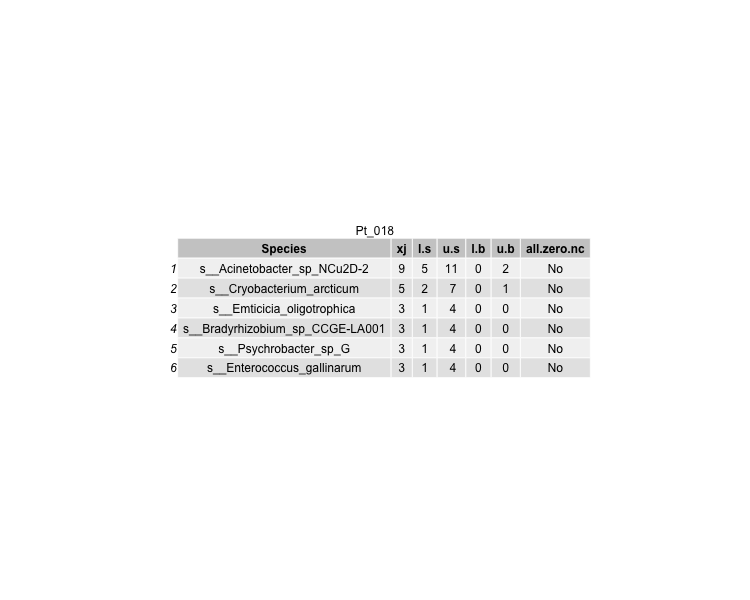 Pt_018
Species xj l.s u.s l.b u.b all.zero.nc
1 s__Acinetobacter_sp_NCu2D-2 9 5 11 0 2 No
2 s__Cryobacterium_arcticum 5 2 7 0 1 No
3 s__Emticicia_oligotrophica 3 1 4 0 0 No
4 s__Bradyrhizobium_sp_CCGE-LA001 3 1 4 0 0 No
5 s__Psychrobacter_sp_G 3 1 4 0 0 No
6 s__Enterococcus_gallinarum 3 1 4 0 0 No